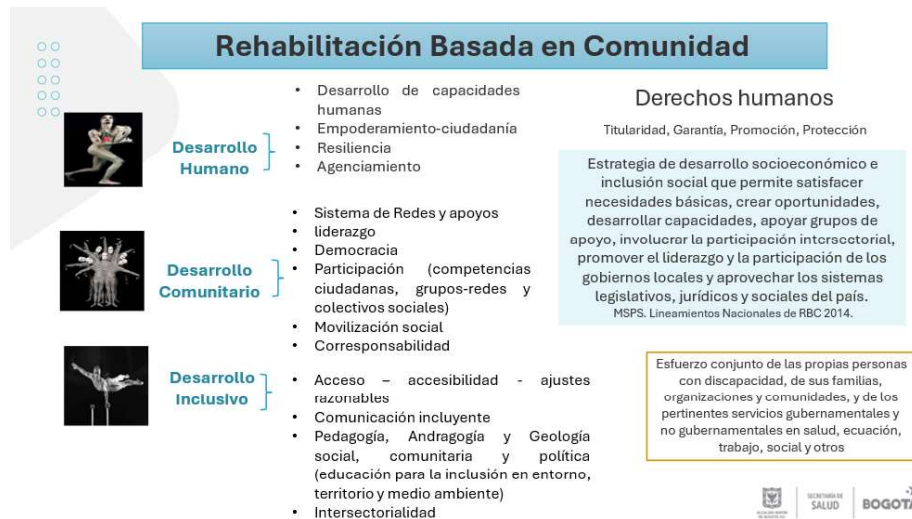 Rehabilitación Basada en Comunidad
Desarrollo
Humano
• Desarrollo de capacidades
humanas
• Empoderamiento-ciudadanía
• Resiliencia
• Agenciamiento
Desarrollo
Comunitario
• Sistema de Redes y apoyos
• liderazgo
• Democracia
• Participación (competencias
ciudadanas, grupos-redes y
colectivos sociales)
• Movilización social
• Corresponsabilidad
Desarrollo
Inclusivo
• Acceso – accesibilidad - ajustes
razonables
• Comunicación incluyente
• Pedagogía, Andragogía y Geología
social, comunitaria y política
(educación para la inclusión en entorno,
territorio y medio ambiente)
• Intersectorialidad
Derechos humanos
Titularidad, Garantía, Promoción, Protección
Estrategia de desarrollo socioeconómico e
inclusión social que permite satisfacer
necesidades básicas, crear oportunidades,
desarrollar capacidades, apoyar grupos de
apoyo, involucrar la participación intersectorial,
promover el liderazgo y la participación de los
gobiernos locales y aprovechar los sistemas
legislativos, jurídicos y sociales del país.
MSPS. Lineamientos Nacionales de RBC 2014.
Esfuerzo conjunto de las propias personas
con discapacidad, de sus familias,
organizaciones y comunidades, y de los
pertinentes servicios gubernamentales y
no gubernamentales en salud, ecuación,
trabajo, social y otros
SECRETARÍA DE
SALUD
BOGOTÁ